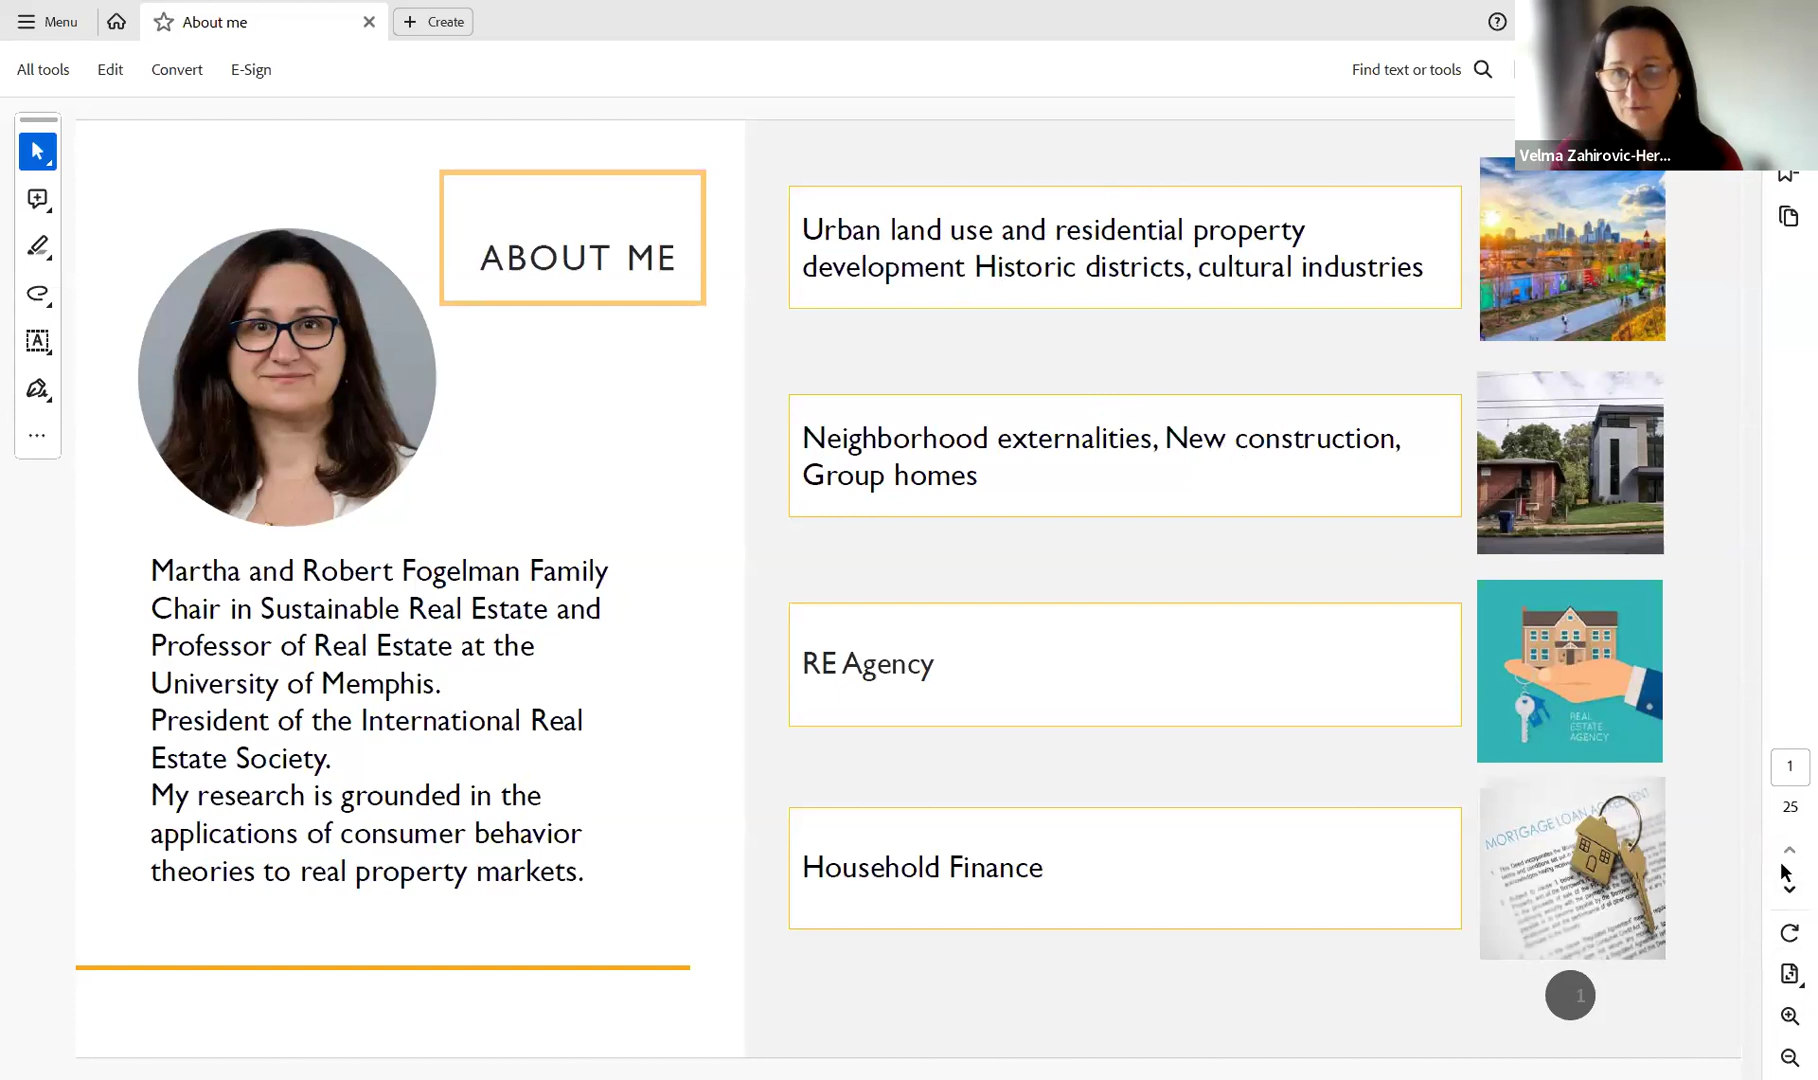 Menu
About me
Create
All tools
Edit
Convert
E-Sign
Find text or tools
Velma Zahirovic-Her...
ABOUT ME
Martha and Robert Fogelman Family
Chair in Sustainable Real Estate and
Professor of Real Estate at the
University of Memphis.
President of the International Real
Estate Society.
My research is grounded in the
applications of consumer behavior
theories to real property markets.
Urban land use and residential property
development Historic districts, cultural industries
Neighborhood externalities, New construction,
Group homes
RE Agency
REAL
ESTATE
AGENCY
Household Finance
MORTGAGE LOAN AGREEMENT
1
1
25